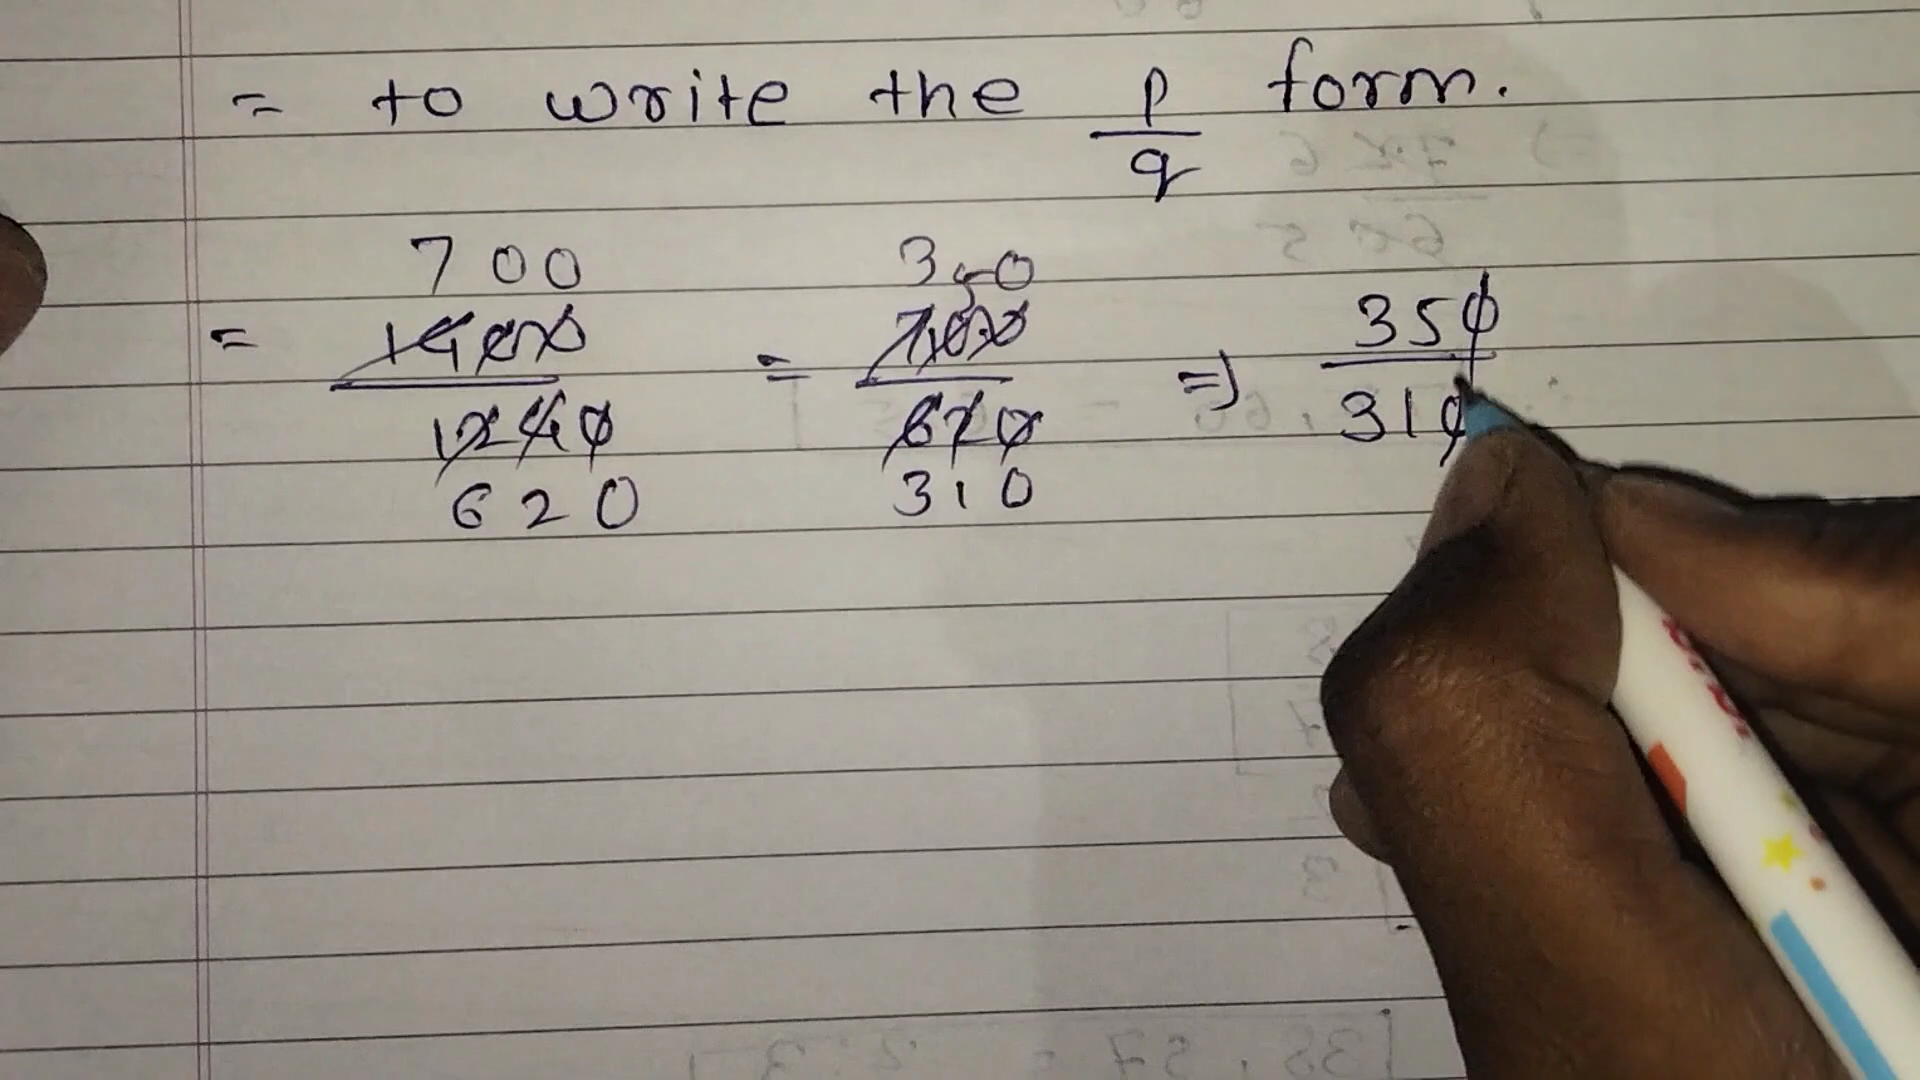 = to write the p/q form.
700 350
= 1400/1240 = 700/620 => 350/310
620 310